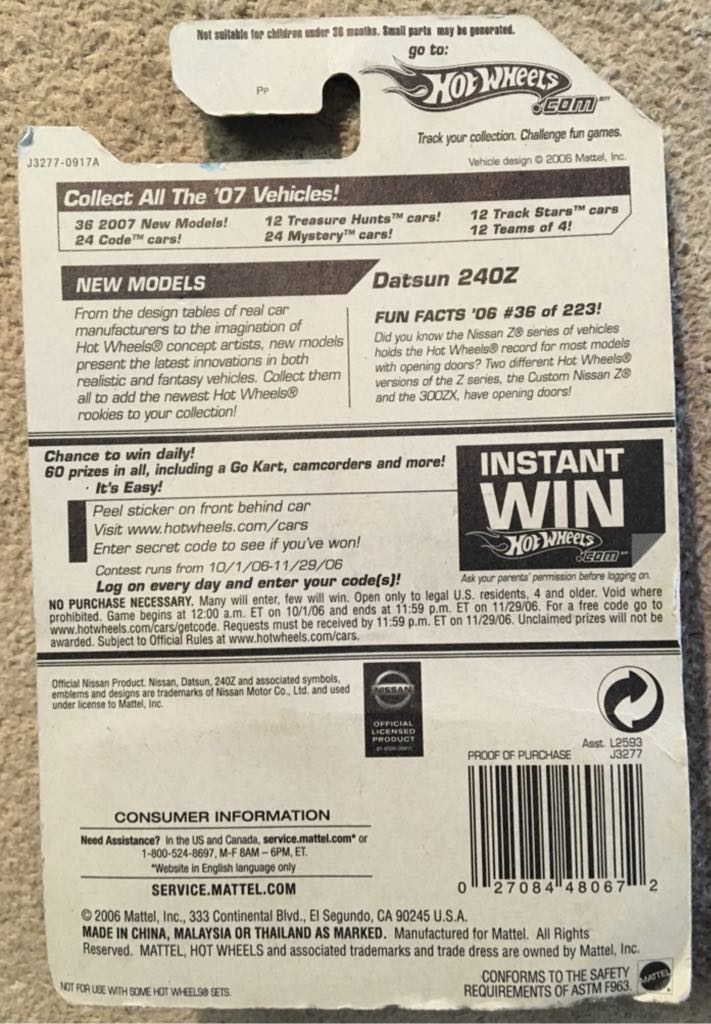 Not suitable for children under 36 months. Small parts may be generated.
go to:
HOT WHEELS
.com
Track your collection. Challenge fun games.
Vehicle design © 2006 Mattel, Inc.
PP
J3277-0917A
Collect All The '07 Vehicles!
36 2007 New Models! 12 Treasure Hunts™ cars! 12 Track Stars™ cars
24 Code™ cars! 24 Mystery™ cars! 12 Teams of 4!
NEW MODELS
From the design tables of real car
manufacturers to the imagination of
Hot Wheels® concept artists, new models
present the latest innovations in both
realistic and fantasy vehicles. Collect them
all to add the newest Hot Wheels®
rookies to your collection!
Datsun 240Z
FUN FACTS '06 #36 of 223!
Did you know the Nissan Z® series of vehicles
holds the Hot Wheels® record for most models
with opening doors? Two different Hot Wheels®
versions of the Z series, the Custom Nissan Z®
and the 300ZX, have opening doors!
Chance to win daily!
60 prizes in all, including a Go Kart, camcorders and more!
· It's Easy!
Peel sticker on front behind car
Visit www.hotwheels.com/cars
Enter secret code to see if you've won!
Contest runs from 10/1/06-11/29/06
Log on every day and enter your code(s)!
INSTANT
WIN
HOT WHEELS
.com
Ask your parents' permission before logging on.
NO PURCHASE NECESSARY. Many will enter, few will win. Open only to legal U.S. residents, 4 and older. Void where
prohibited. Game begins at 12:00 a.m. ET on 10/1/06 and ends at 11:59 p.m. ET on 11/29/06. For a free code go to
www.hotwheels.com/cars/getcode. Requests must be received by 11:59 p.m. ET on 11/29/06. Unclaimed prizes will not be
awarded. Subject to Official Rules at www.hotwheels.com/cars.
Official Nissan Product. Nissan, Datsun, 240Z and associated symbols,
emblems and designs are trademarks of Nissan Motor Co., Ltd. and used
under license to Mattel, Inc.
NISSAN
OFFICIAL
LICENSED
PRODUCT
Asst. L2593
PROOF OF PURCHASE J3277
0 27084 48067 2
CONSUMER INFORMATION
Need Assistance? In the US and Canada, service.mattel.com* or
1-800-524-8697, M-F 8AM – 6PM, ET.
*Website in English language only
SERVICE.MATTEL.COM
© 2006 Mattel, Inc., 333 Continental Blvd., El Segundo, CA 90245 U.S.A.
MADE IN CHINA, MALAYSIA OR THAILAND AS MARKED. Manufactured for Mattel. All Rights
Reserved. MATTEL, HOT WHEELS and associated trademarks and trade dress are owned by Mattel, Inc.
CONFORMS TO THE SAFETY
REQUIREMENTS OF ASTM F963.
MATTEL
NOT FOR USE WITH SOME HOT WHEELS® SETS.